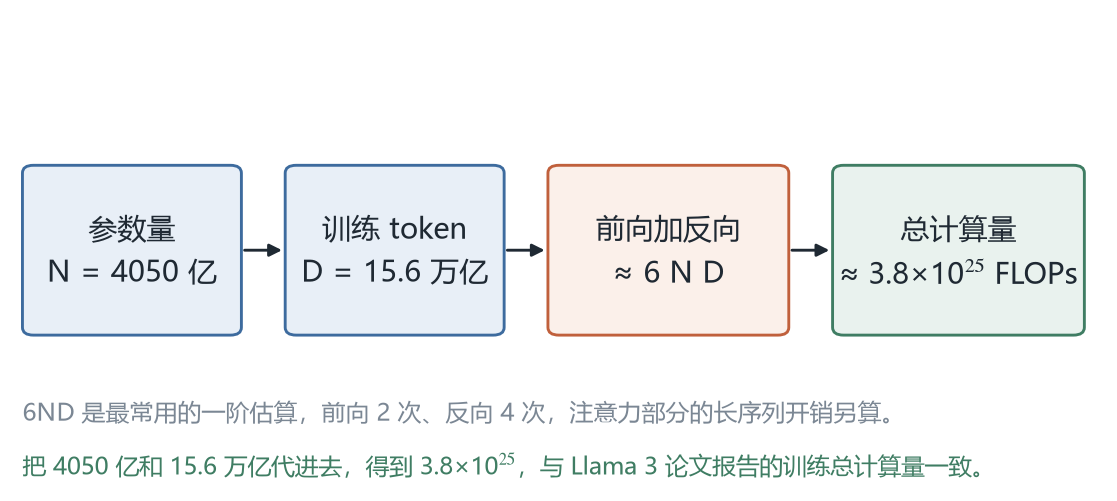 参数量
N = 4050 亿
训练 token
D = 15.6 万亿
前向加反向
≈ 6 N D
总计算量
≈ 3.8×10²⁵ FLOPs
6ND 是最常用的一阶估算，前向 2 次、反向 4 次，注意力部分的长序列开销另算。
把 4050 亿和 15.6 万亿代进去，得到 3.8×10²⁵，与 Llama 3 论文报告的训练总计算量一致。